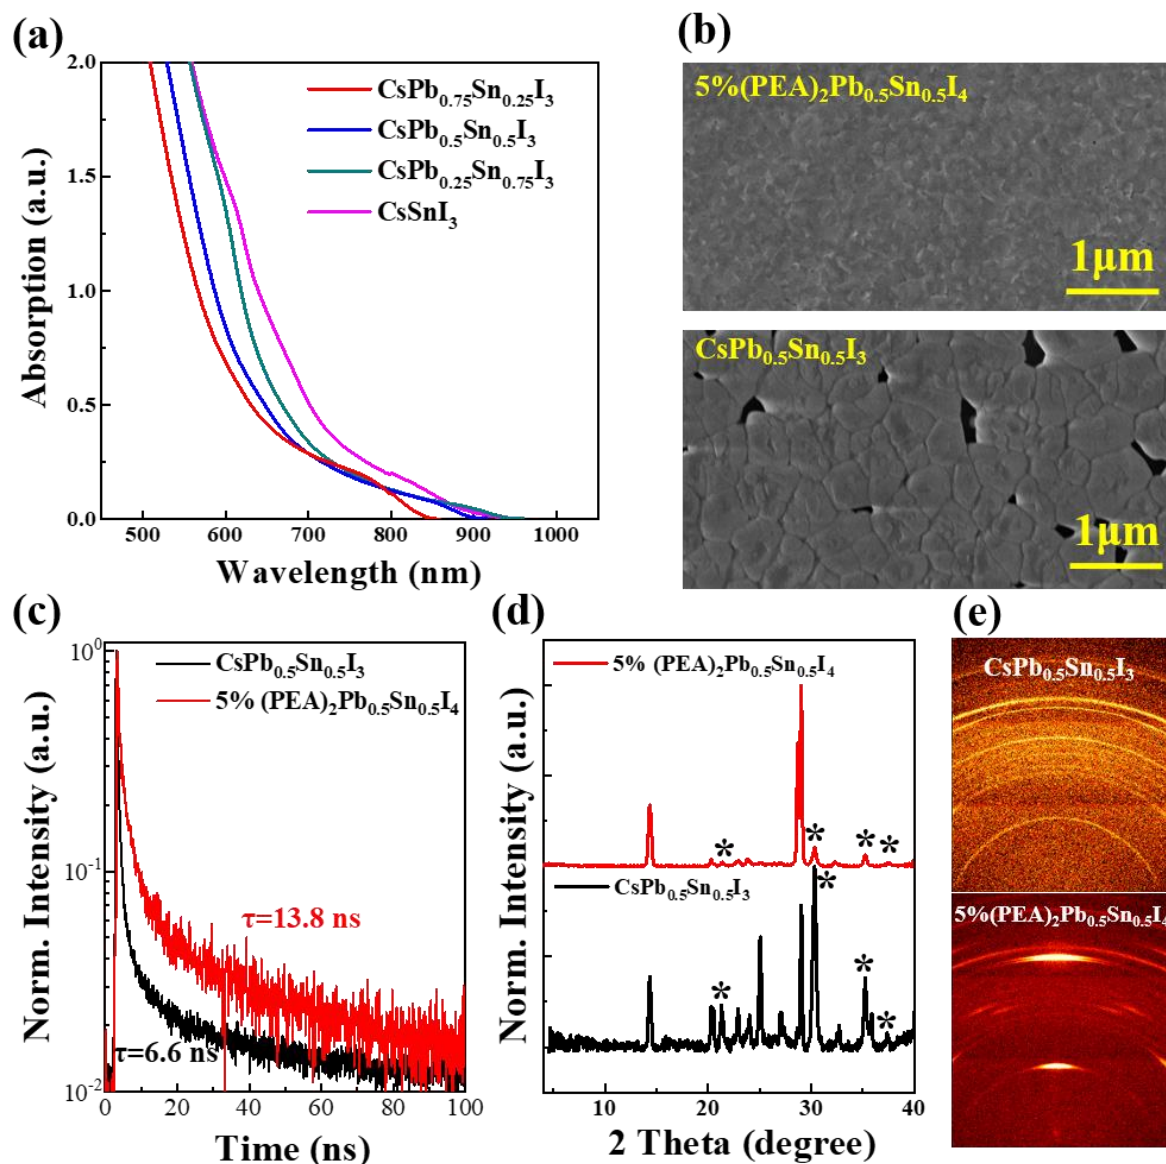 (a)
2.0
1.5
1.0
0.5
0.0
Absorption (a.u.)
CsPb0.75Sn0.25I3
CsPb0.5Sn0.5I3
CsPb0.25Sn0.75I3
CsSnI3
500 600 700 800 900 1000
Wavelength (nm)
(b)
5%(PEA)2Pb0.5Sn0.5I4
1μm
CsPb0.5Sn0.5I3
1μm
(c)
10^0
10^-1
10^-2
Norm. Intensity (a.u.)
CsPb0.5Sn0.5I3
5% (PEA)2Pb0.5Sn0.5I4
τ=13.8 ns
τ=6.6 ns
0 20 40 60 80 100
Time (ns)
(d)
Norm. Intensity (a.u.)
5% (PEA)2Pb0.5Sn0.5I4
* * * *
CsPb0.5Sn0.5I3
* * * *
10 20 30 40
2 Theta (degree)
(e)
CsPb0.5Sn0.5I3
5%(PEA)2Pb0.5Sn0.5I4